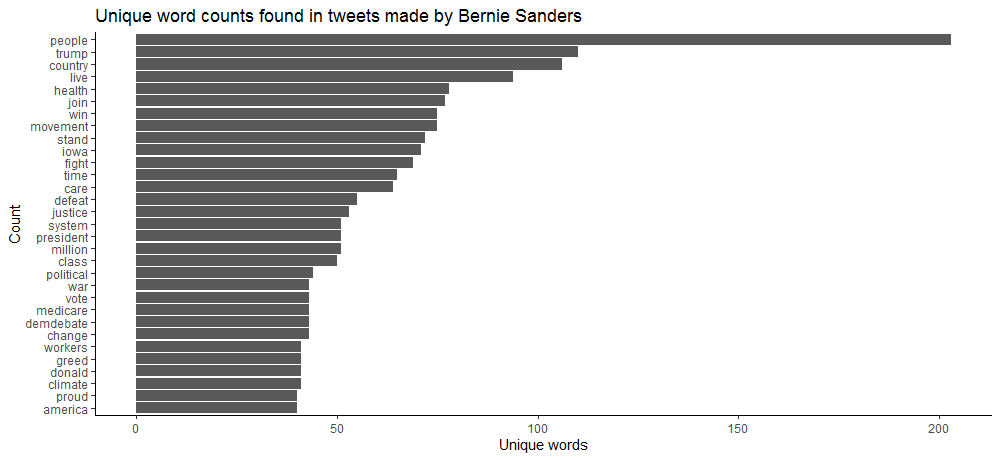 Unique word counts found in tweets made by Bernie Sanders
people
trump
country
live
health
join
win
movement
stand
iowa
fight
time
care
defeat
justice
system
president
million
class
political
war
vote
medicare
demdebate
change
workers
greed
donald
climate
proud
america
Count
0 50 100 150 200
Unique words